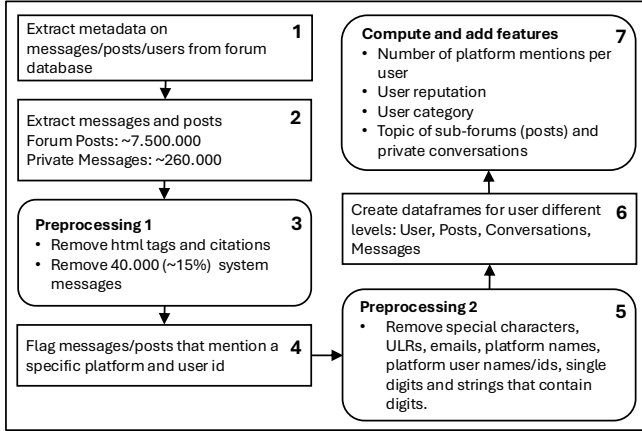 Extract metadata on
messages/posts/users from forum
database
1
Extract messages and posts
Forum Posts: ~7.500.000
Private Messages: ~260.000
2
Preprocessing 1
• Remove html tags and citations
• Remove 40.000 (~15%) system
messages
3
Flag messages/posts that mention a
specific platform and user id
4
Preprocessing 2
• Remove special characters,
ULRs, emails, platform names,
platform user names/ids, single
digits and strings that contain
digits.
5
Create dataframes for user different
levels: User, Posts, Conversations,
Messages
6
Compute and add features
• Number of platform mentions per
user
• User reputation
• User category
• Topic of sub-forums (posts) and
private conversations
7